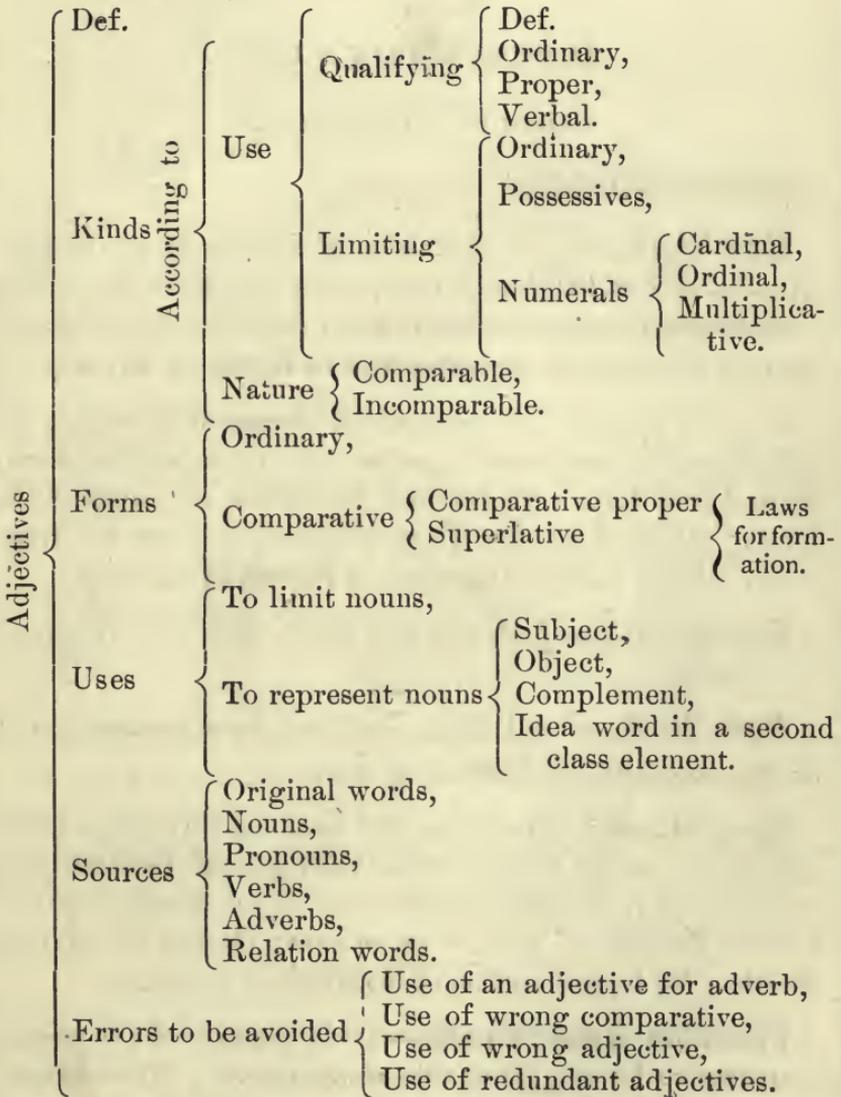 Adjectives
Def.
Kinds
According to
Use
Qualifying
Def.
Ordinary,
Proper,
Verbal.
Limiting
Ordinary,
Possessives,
Numerals
Cardinal,
Ordinal,
Multiplica-
tive.
Nature
Comparable,
Incomparable.
Forms
Ordinary,
Comparative
Comparative proper
Superlative
Laws
for form-
ation.
Uses
To limit nouns,
To represent nouns
Subject,
Object,
Complement,
Idea word in a second
class element.
Sources
Original words,
Nouns,
Pronouns,
Verbs,
Adverbs,
Relation words.
Errors to be avoided
Use of an adjective for adverb,
Use of wrong comparative,
Use of wrong adjective,
Use of redundant adjectives.